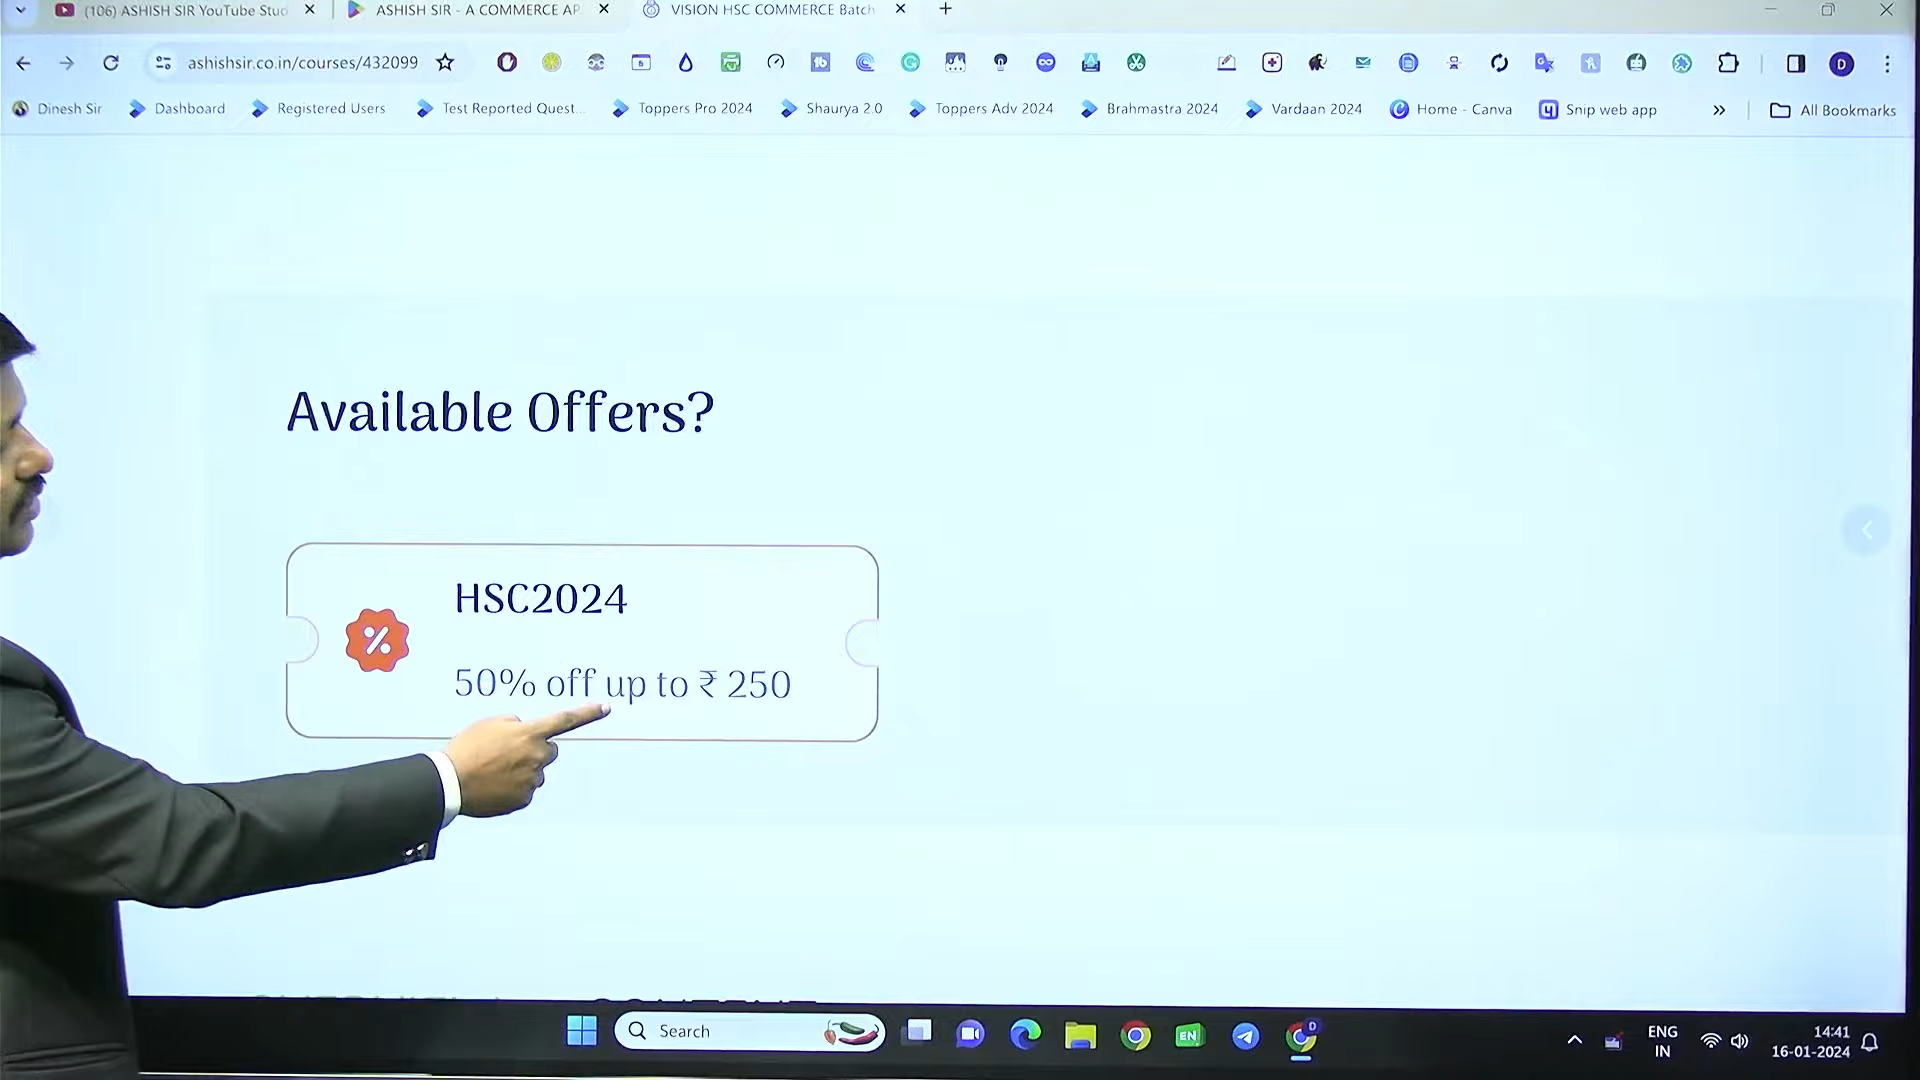 (106) ASHISH SIR YouTube Stud
ASHISH SIR - A COMMERCE AP
VISION HSC COMMERCE Batch
ashishsir.co.in/courses/432099
Dinesh Sir
Dashboard
Registered Users
Test Reported Quest...
Toppers Pro 2024
Shaurya 2.0
Toppers Adv 2024
Brahmastra 2024
Vardaan 2024
Home - Canva
Snip web app
All Bookmarks
Available Offers?
HSC2024
50% off up to ₹ 250
Search
EN
D
ENG
IN
14:41
16-01-2024